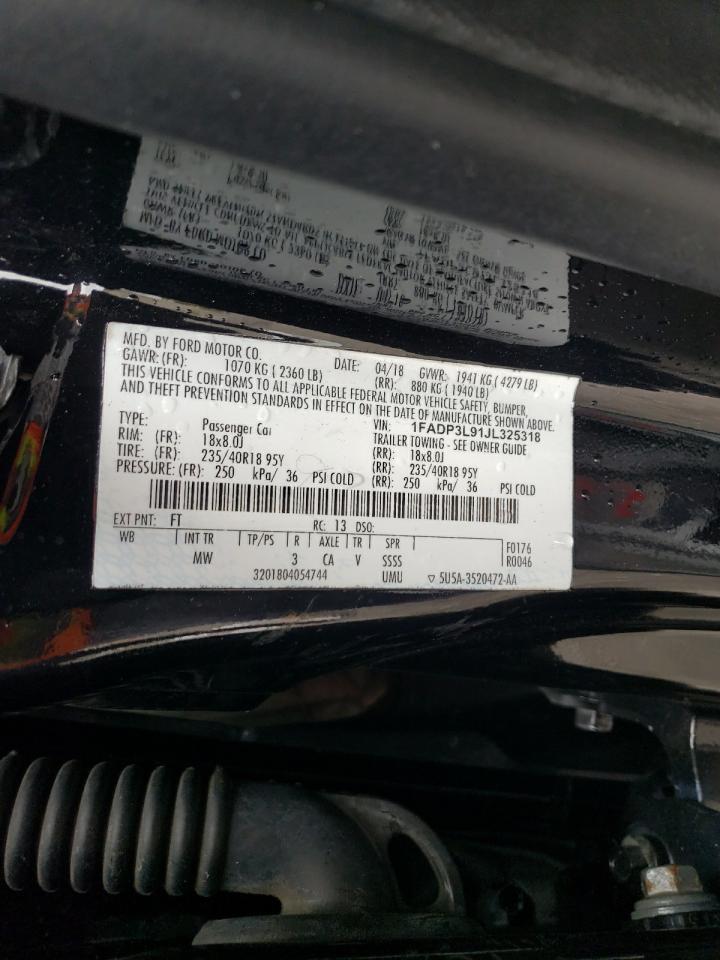 MFD. BY FORD MOTOR CO. DATE: 04/18 GVWR: 1941 KG ( 4279 LB)
GAWR: (FR): 1070 KG ( 2360 LB) (RR): 880 KG ( 1940 LB)
THIS VEHICLE CONFORMS TO ALL APPLICABLE FEDERAL MOTOR VEHICLE SAFETY, BUMPER,
AND THEFT PREVENTION STANDARDS IN EFFECT ON THE DATE OF MANUFACTURE SHOWN ABOVE.
VIN: 1FADP3L91JL325318
TYPE: Passenger Car TRAILER TOWING - SEE OWNER GUIDE
RIM: (FR): 18x8.0J (RR): 18x8.0J
TIRE: (FR): 235/40R18 95Y (RR): 235/40R18 95Y
PRESSURE: (FR): 250 kPa/ 36 PSI COLD (RR): 250 kPa/ 36 PSI COLD
EXT PNT: FT RC: 13 DSO:
WB INT TR TP/PS R AXLE TR SPR F0176
MW 3 CA V SSSS R0046
3201804054744 UMU ▽ 5U5A-3520472-AA